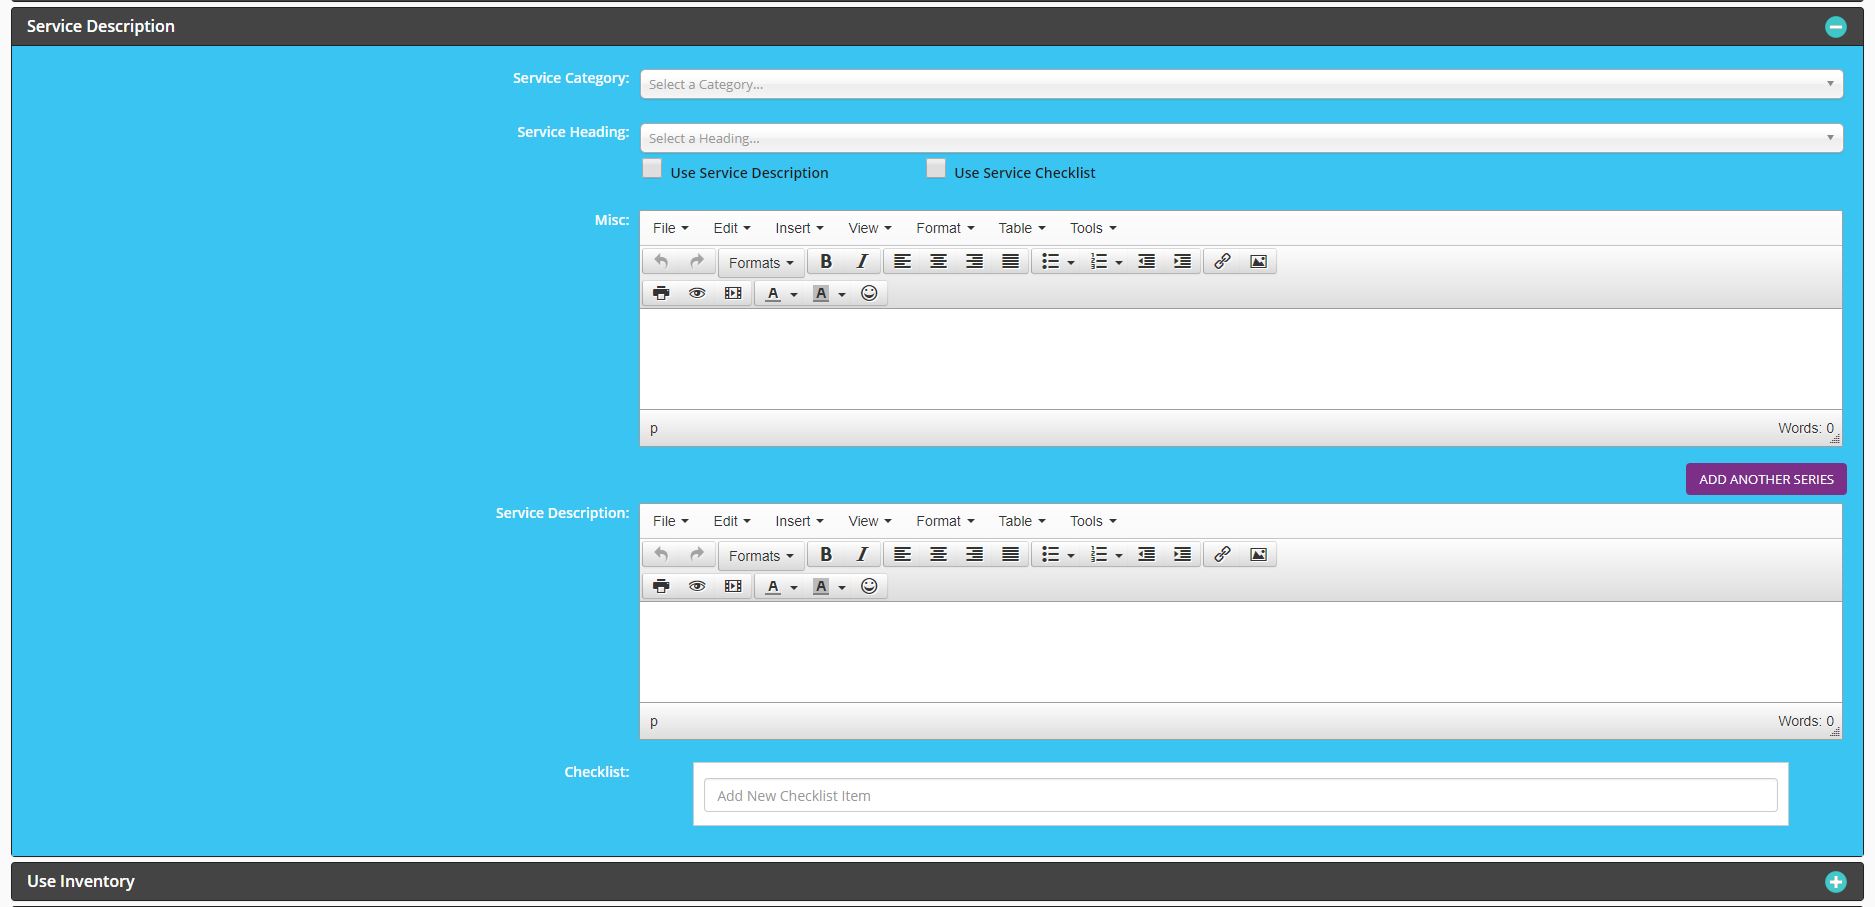 Service Description
Service Category: Select a Category...
Service Heading: Select a Heading...
Use Service Description Use Service Checklist
Misc: File Edit Insert View Format Table Tools
Formats B I
A A
p Words: 0
ADD ANOTHER SERIES
Service Description: File Edit Insert View Format Table Tools
Formats B I
A A
p Words: 0
Checklist:
Add New Checklist Item
Use Inventory